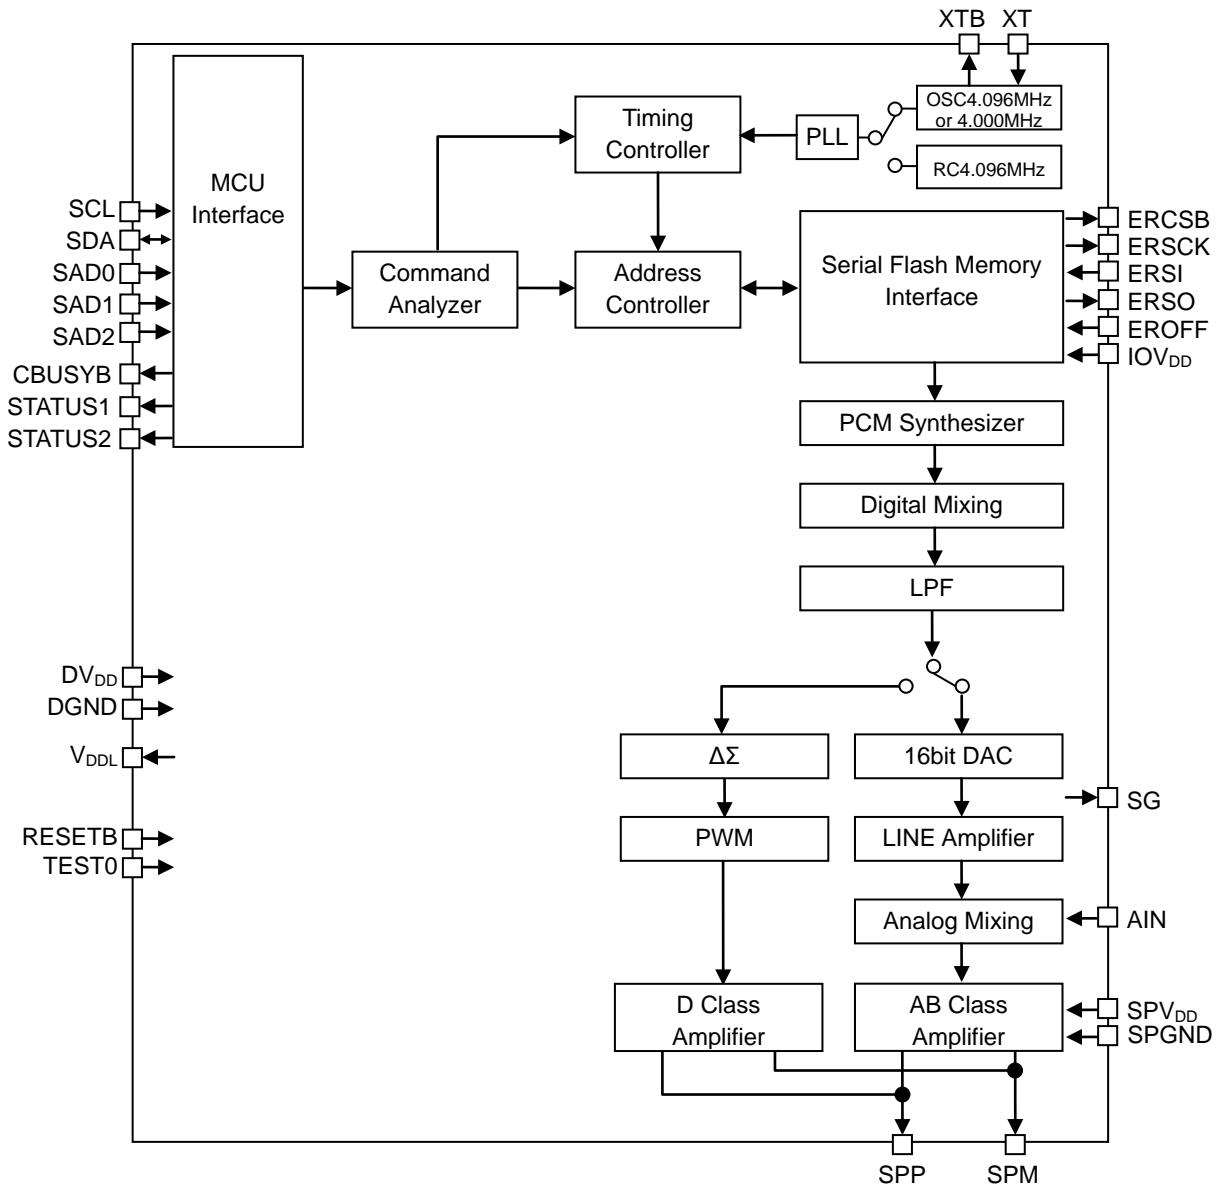 XTB XT
OSC4.096MHz
or 4.000MHz
Timing
Controller
PLL
RC4.096MHz
MCU
Interface
SCL
SDA
SAD0
SAD1
SAD2
CBUSYB
STATUS1
STATUS2
Command
Analyzer
Address
Controller
Serial Flash Memory
Interface
ERCSB
ERSCK
ERSI
ERSO
EROFF
IOVDD
PCM Synthesizer
Digital Mixing
LPF
DVDD
DGND
VDDL
RESETB
TEST0
ΔΣ
16bit DAC
SG
PWM
LINE Amplifier
Analog Mixing
AIN
D Class
Amplifier
AB Class
Amplifier
SPVDD
SPGND
SPP
SPM